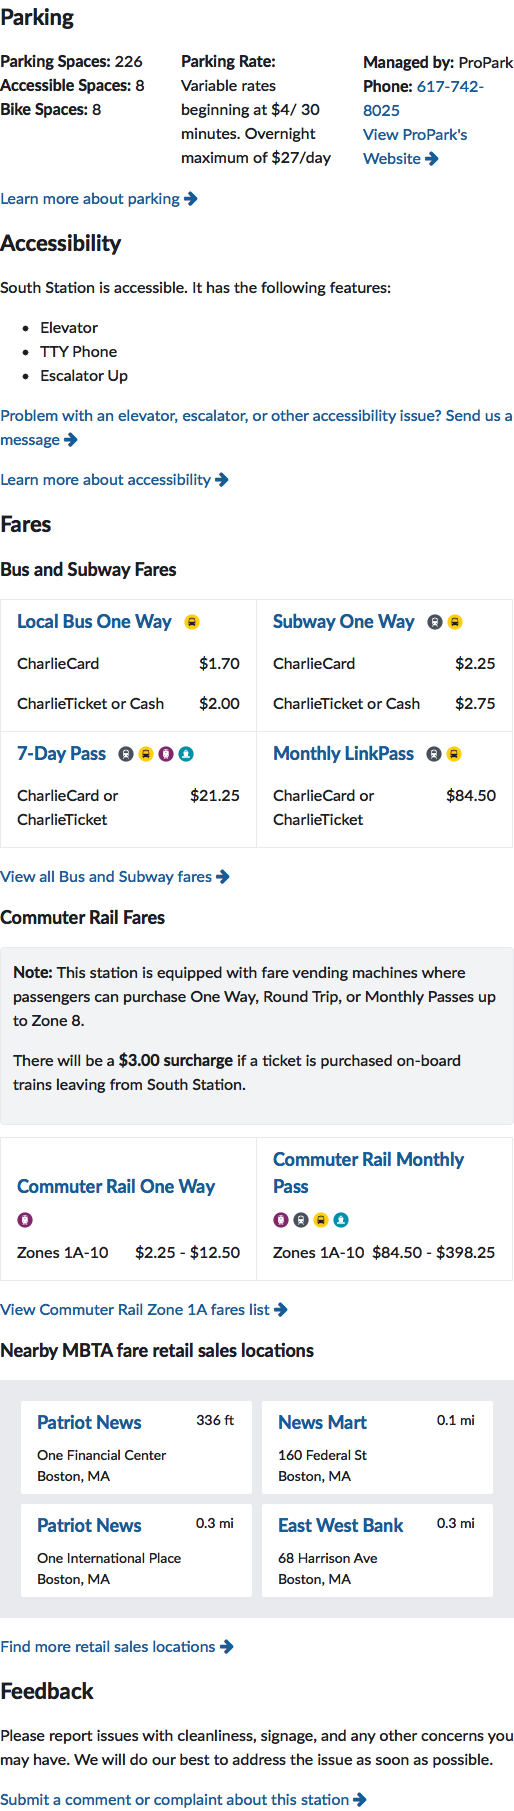 Parking
Parking Spaces: 226
Accessible Spaces: 8
Bike Spaces: 8
Parking Rate:
Variable rates
beginning at $4/ 30
minutes. Overnight
maximum of $27/day
Managed by: ProPark
Phone: 617-742-
8025
View ProPark's
Website
Learn more about parking
Accessibility
South Station is accessible. It has the following features:
Elevator
TTY Phone
Escalator Up
Problem with an elevator, escalator, or other accessibility issue? Send us a
message
Learn more about accessibility
Fares
Bus and Subway Fares
Local Bus One Way
CharlieCard $1.70
CharlieTicket or Cash $2.00
Subway One Way
CharlieCard $2.25
CharlieTicket or Cash $2.75
7-Day Pass
CharlieCard or $21.25
CharlieTicket
Monthly LinkPass
CharlieCard or $84.50
CharlieTicket
View all Bus and Subway fares
Commuter Rail Fares
Note: This station is equipped with fare vending machines where
passengers can purchase One Way, Round Trip, or Monthly Passes up
to Zone 8.
There will be a $3.00 surcharge if a ticket is purchased on-board
trains leaving from South Station.
Commuter Rail One Way
Zones 1A-10 $2.25 - $12.50
Commuter Rail Monthly
Pass
Zones 1A-10 $84.50 - $398.25
View Commuter Rail Zone 1A fares list
Nearby MBTA fare retail sales locations
Patriot News 336 ft
One Financial Center
Boston, MA
News Mart 0.1 mi
160 Federal St
Boston, MA
Patriot News 0.3 mi
One International Place
Boston, MA
East West Bank 0.3 mi
68 Harrison Ave
Boston, MA
Find more retail sales locations
Feedback
Please report issues with cleanliness, signage, and any other concerns you
may have. We will do our best to address the issue as soon as possible.
Submit a comment or complaint about this station